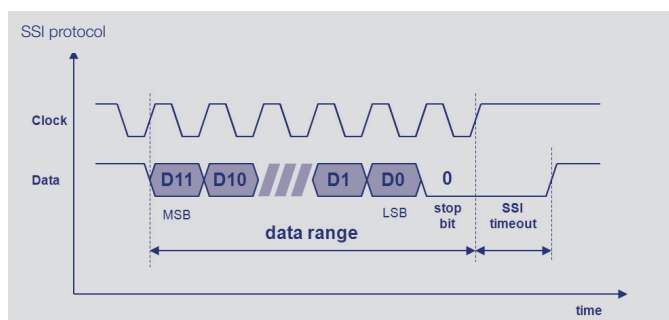 SSI protocol
Clock
Data
D11
D10
D1
D0
0
MSB
LSB
stop
bit
SSI
timeout
data range
time